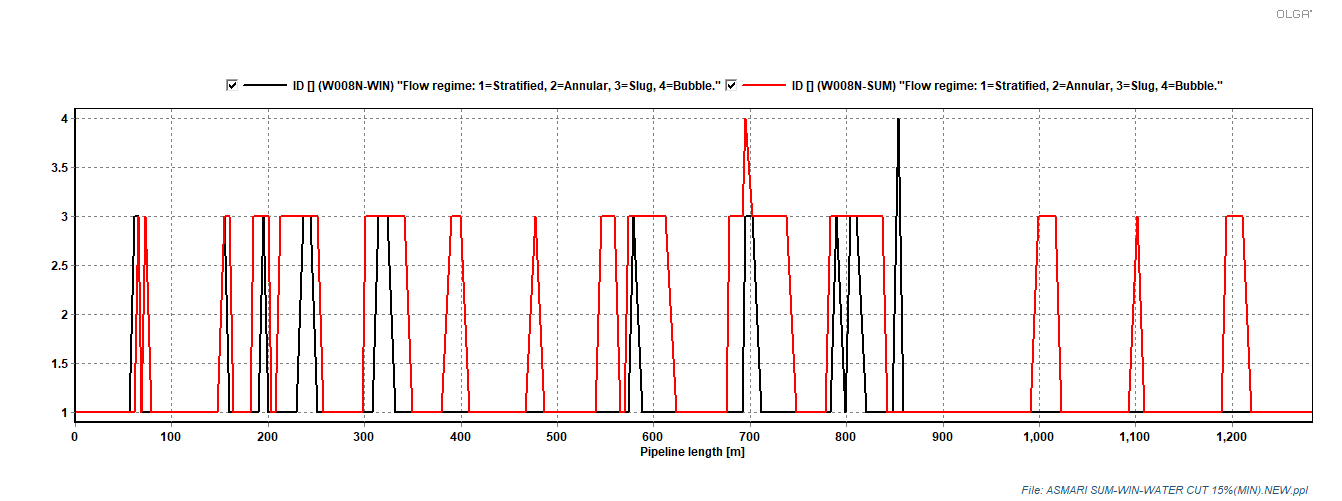 OLGA
ID [] (W008N-WIN) "Flow regime: 1=Stratified, 2=Annular, 3=Slug, 4=Bubble." ID [] (W008N-SUM) "Flow regime: 1=Stratified, 2=Annular, 3=Slug, 4=Bubble."
4
3.5
3
2.5
2
1.5
1
0 100 200 300 400 500 600 700 800 900 1,000 1,100 1,200
Pipeline length [m]
File: ASMARI SUM-WIN-WATER CUT 15%(MIN).NEW.ppl